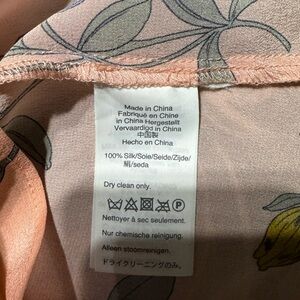 Made in China
Fabriqué en Chine
In China Hergestellt
Vervaardigd in China
中国製
Hecho en China
100% Silk/Soie/Seide/Zijde/
絹/seda
Dry clean only.
Nettoyer à sec seulement.
Nur chemische reinigung.
Alleen stoomreinigen.
ドライクリーニングのみ。